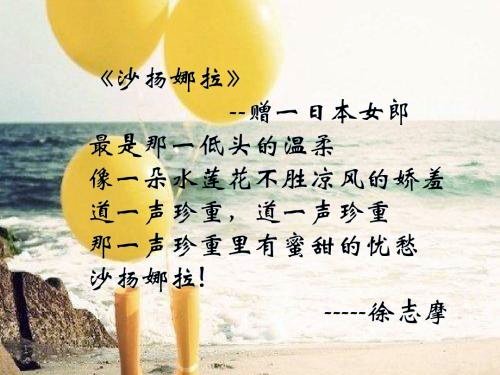 《沙扬娜拉》
--赠一日本女郎
最是那一低头的温柔
像一朵水莲花不胜凉风的娇羞
道一声珍重，道一声珍重
那一声珍重里有蜜甜的忧愁
沙扬娜拉!
-----徐志摩